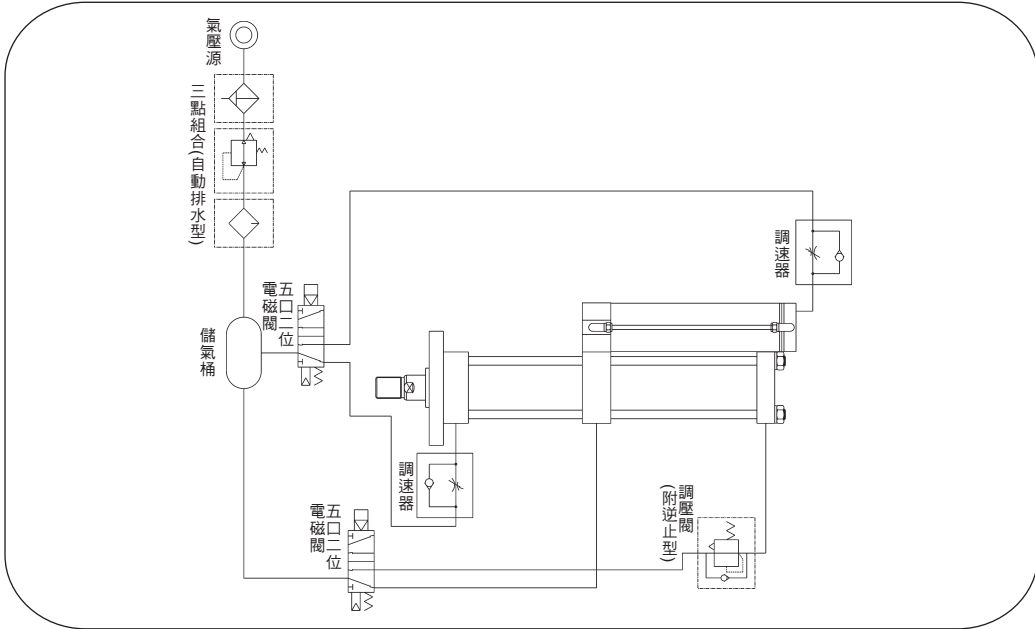 氣壓源
三點組合(自動排水型)
儲氣桶
五口二位
電磁閥
調速器
調速器
五口二位
電磁閥
調壓閥
(附逆止型)